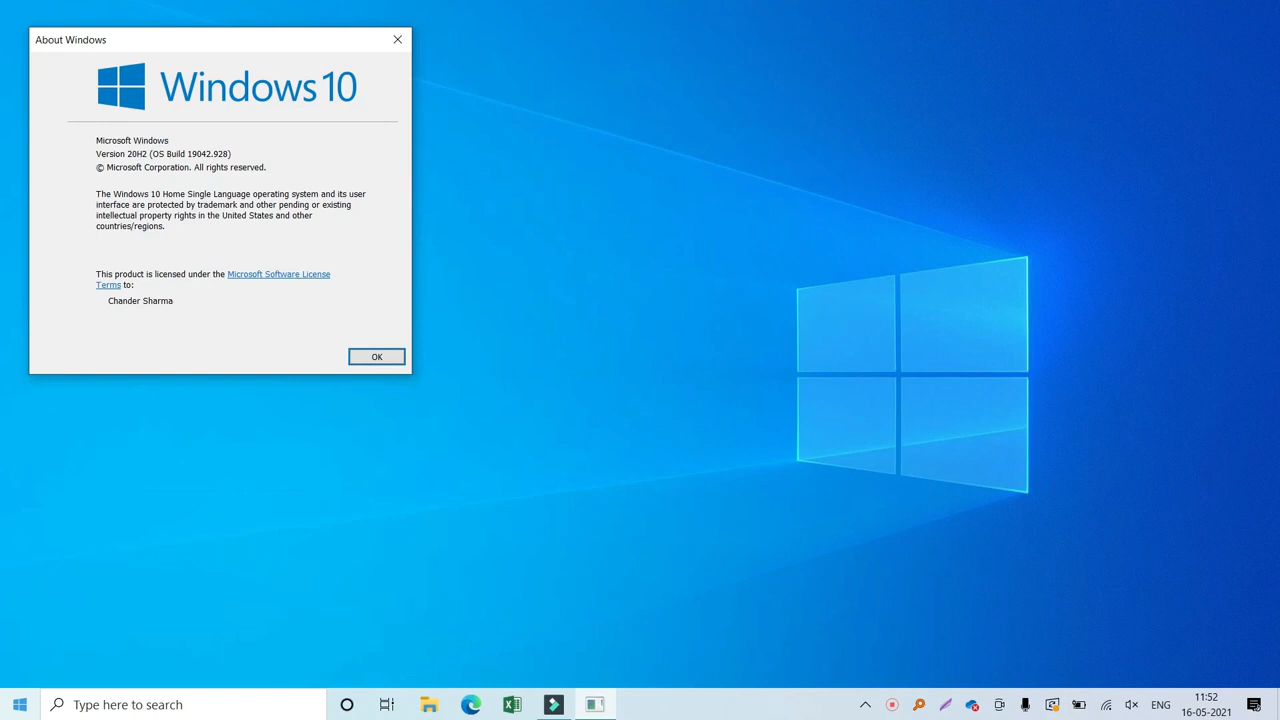 About Windows
Windows 10
Microsoft Windows
Version 20H2 (OS Build 19042.928)
© Microsoft Corporation. All rights reserved.
The Windows 10 Home Single Language operating system and its user
interface are protected by trademark and other pending or existing
intellectual property rights in the United States and other
countries/regions.
This product is licensed under the Microsoft Software License
Terms to:
Chander Sharma
OK
Type here to search
ENG
11:52
16-05-2021